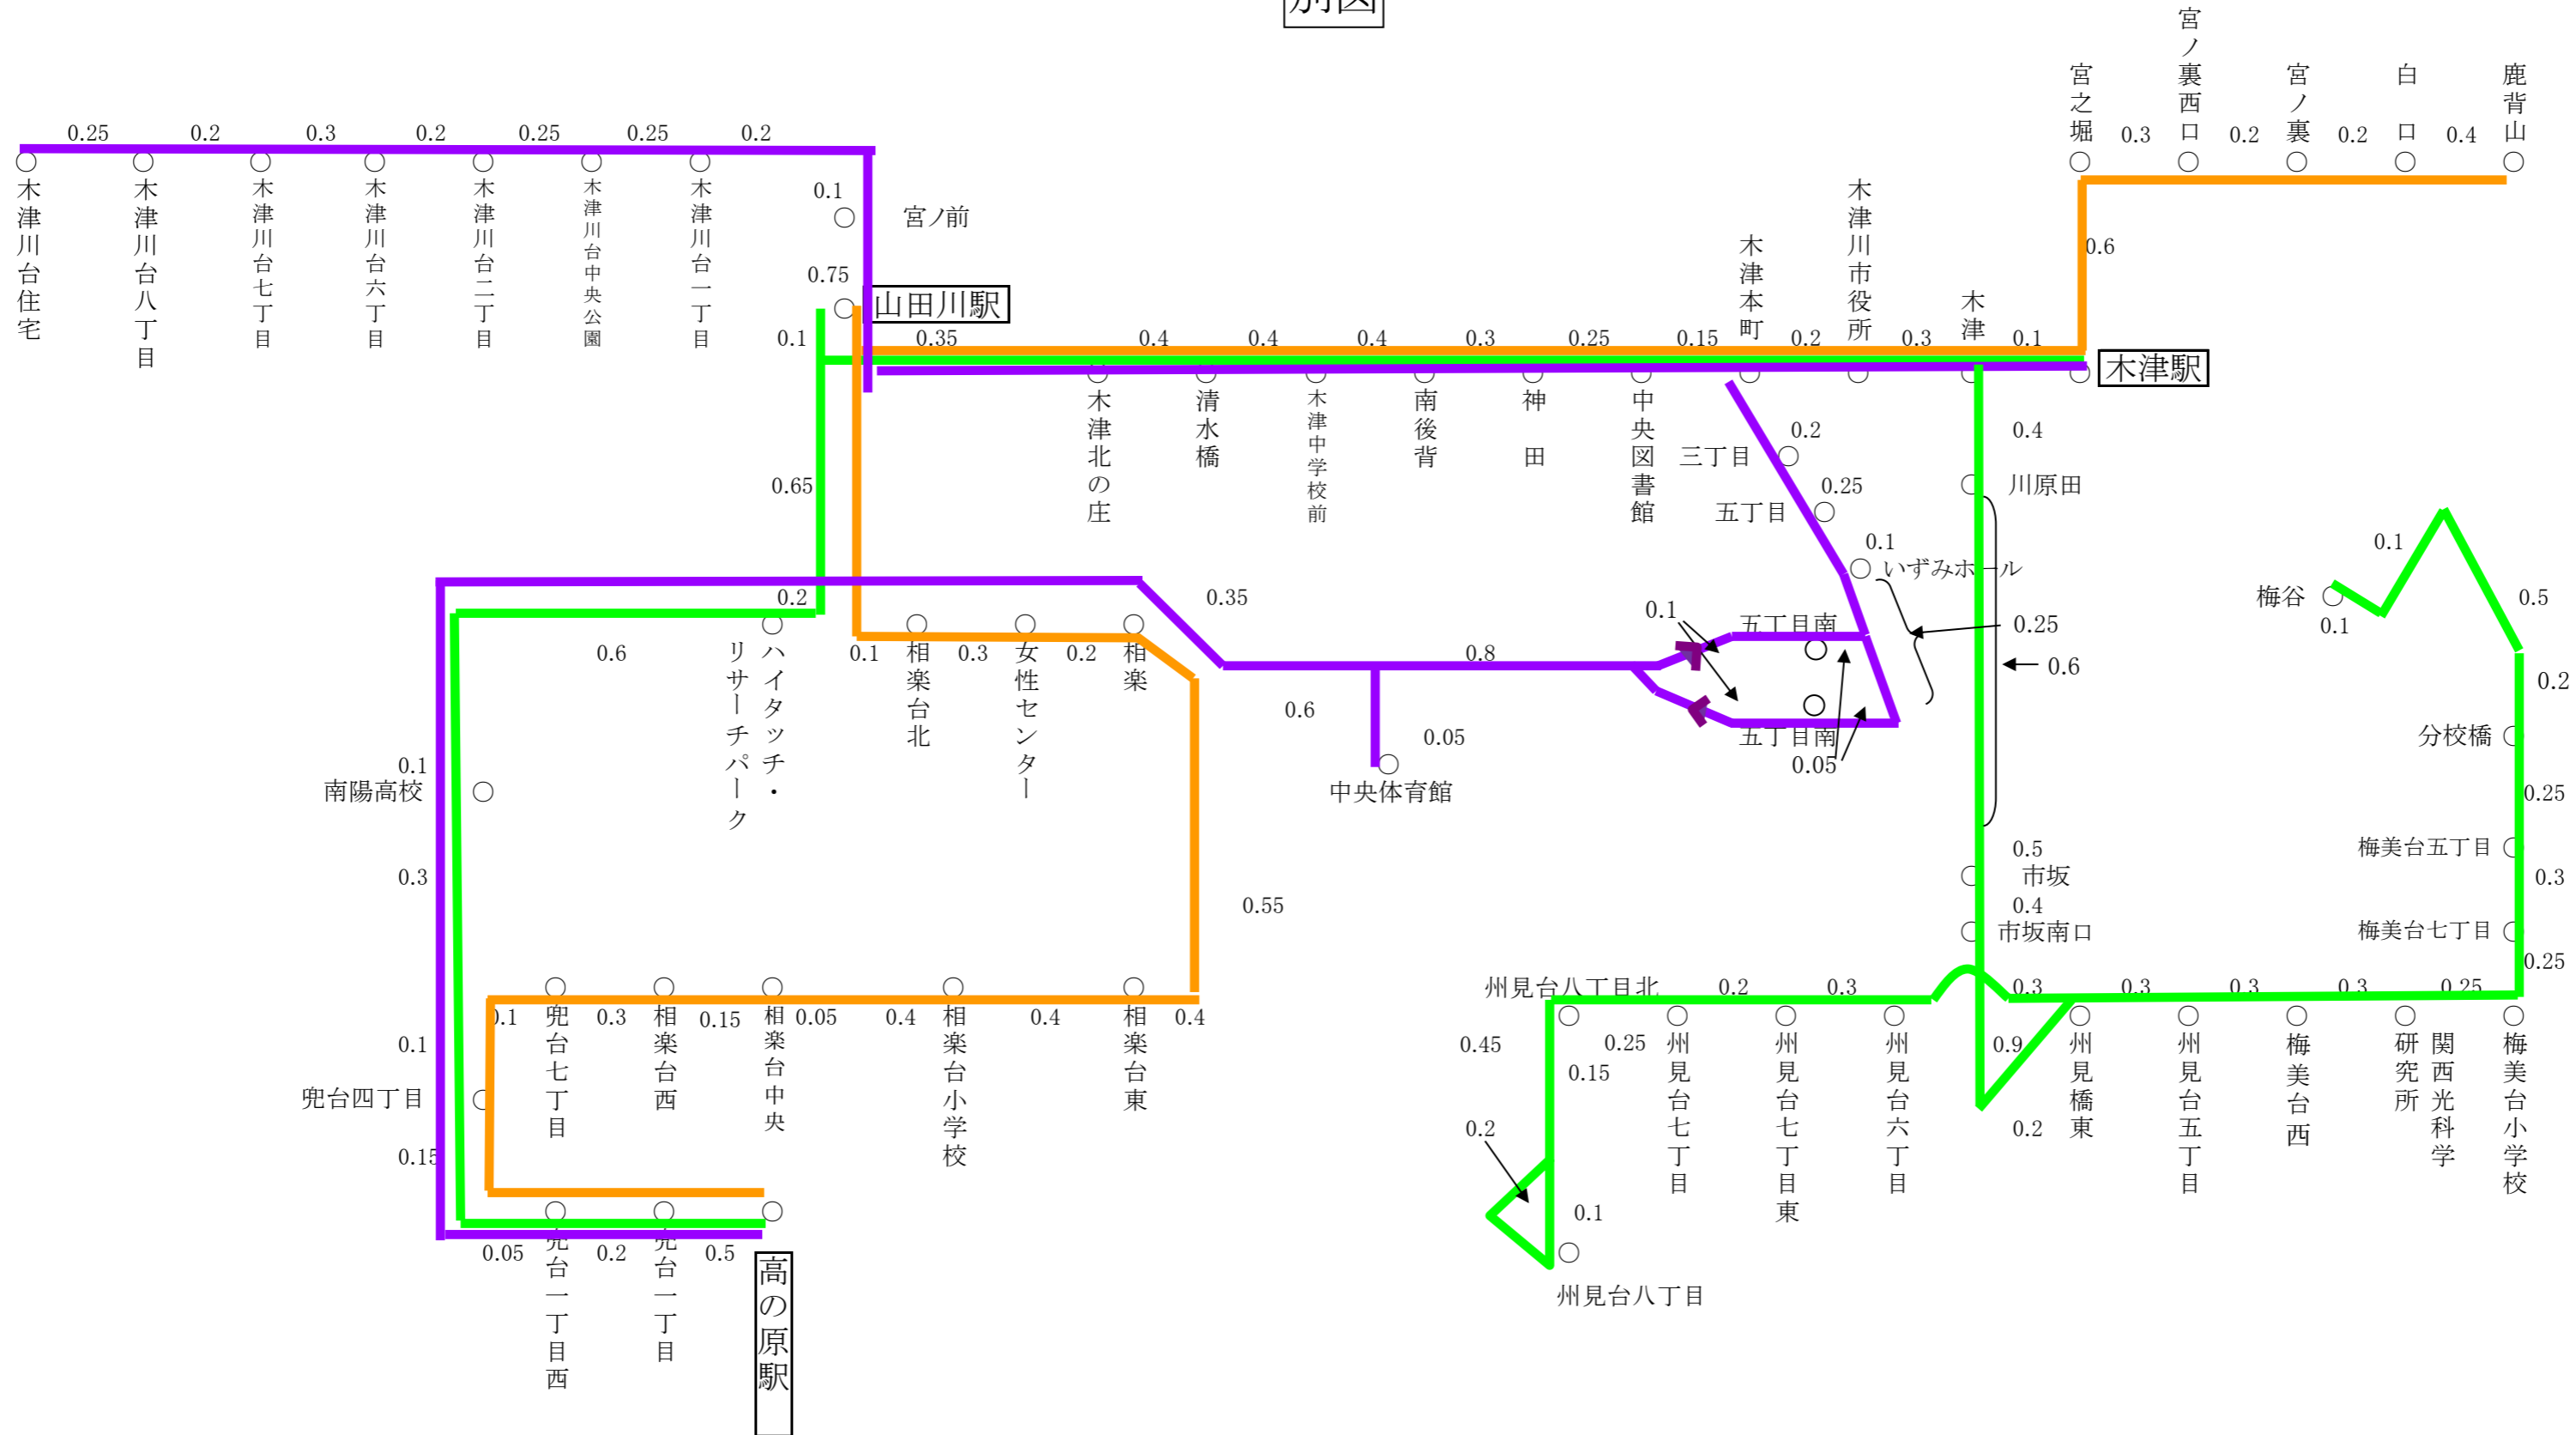 別図
0.25
0.2
0.3
0.2
0.25
0.25
0.2
木津川台住宅
木津川台八丁目
木津川台七丁目
木津川台六丁目
木津川台二丁目
木津川台中央公園
木津川台一丁目
0.1
宮ノ前
0.75
山田川駅
0.1
0.35
0.4
0.4
0.4
0.3
0.25
0.15
0.2
0.3
0.1
木津北の庄
清水橋
木津中学校前
南後背
神田
中央図書館
木津本町
木津川市役所
木津
木津駅
宮之堀
宮ノ裏西口
宮ノ裏
白口
鹿背山
0.3
0.2
0.2
0.4
0.6
0.65
0.2
三丁目
0.25
五丁目
0.1
いずみホール
0.4
川原田
0.25
0.6
0.1
五丁目南
五丁目南
0.05
0.35
0.8
0.6
0.05
中央体育館
0.2
0.6
ハイタッチ・
リサーチパーク
0.1
相楽台北
0.3
女性センター
0.2
相楽
0.1
南陽高校
0.3
0.55
0.1
兜台七丁目
0.3
相楽台西
0.15
相楽台中央
0.05
0.4
相楽台小学校
0.4
相楽台東
0.4
0.1
兜台四丁目
0.15
0.05
兜台一丁目西
0.2
兜台一丁目
0.5
高の原駅
0.5
市坂
0.4
市坂南口
梅谷
0.1
0.1
0.5
0.2
分校橋
0.25
梅美台五丁目
0.3
梅美台七丁目
0.25
州見台八丁目北
0.2
0.3
0.3
0.3
0.3
0.3
0.25
0.45
0.25
0.15
州見台七丁目
州見台七丁目東
州見台六丁目
0.9
0.2
州見橋東
州見台五丁目
梅美台西
関西光科学
研究所
梅美台小学校
0.2
0.1
州見台八丁目